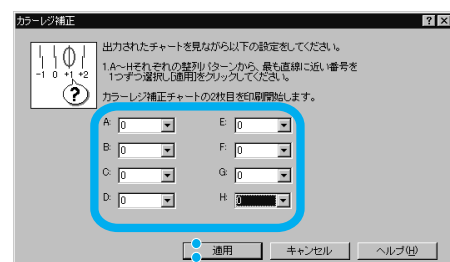 カラーレジ補正
出力されたチャートを見ながら以下の設定をしてください。
1.A～Hそれぞれの整列パターンから、最も直線に近い番号を
1つずつ選択し[適用]をクリックしてください。
-1 0 +1 +2
?
カラーレジ補正チャートの2枚目を印刷開始します。
A: 0 E: 0
B: 0 F: 0
C: 0 G: 0
D: 0 H: 0
適用 キャンセル ヘルプ(H)